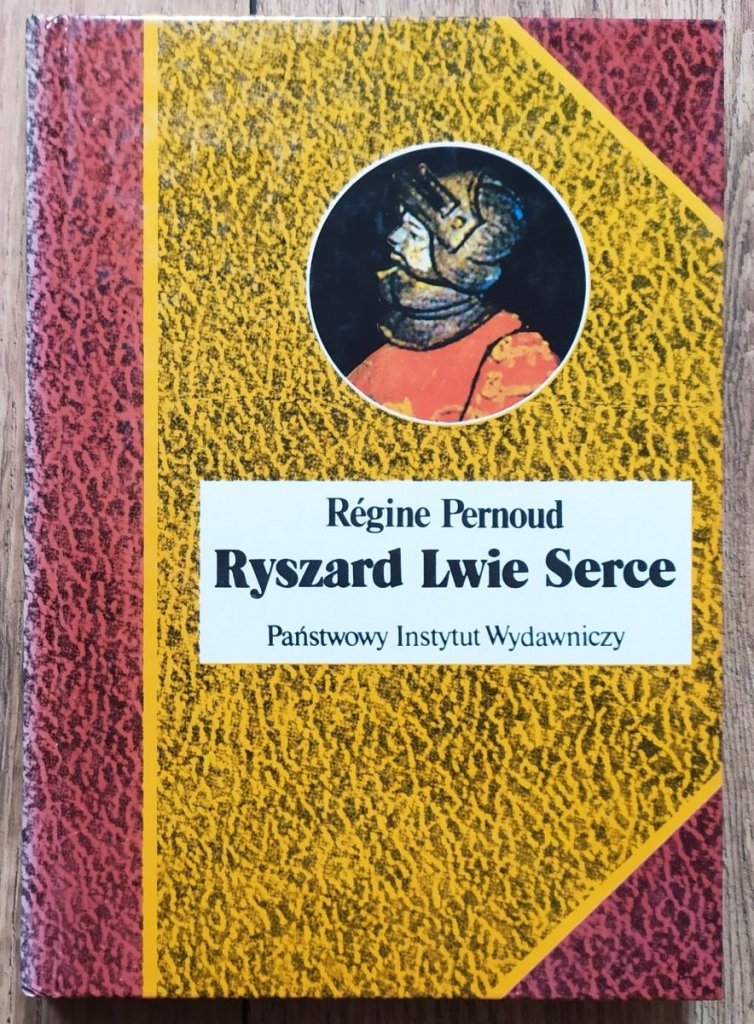 Régine Pernoud
Ryszard Lwie Serce
Państwowy Instytut Wydawniczy